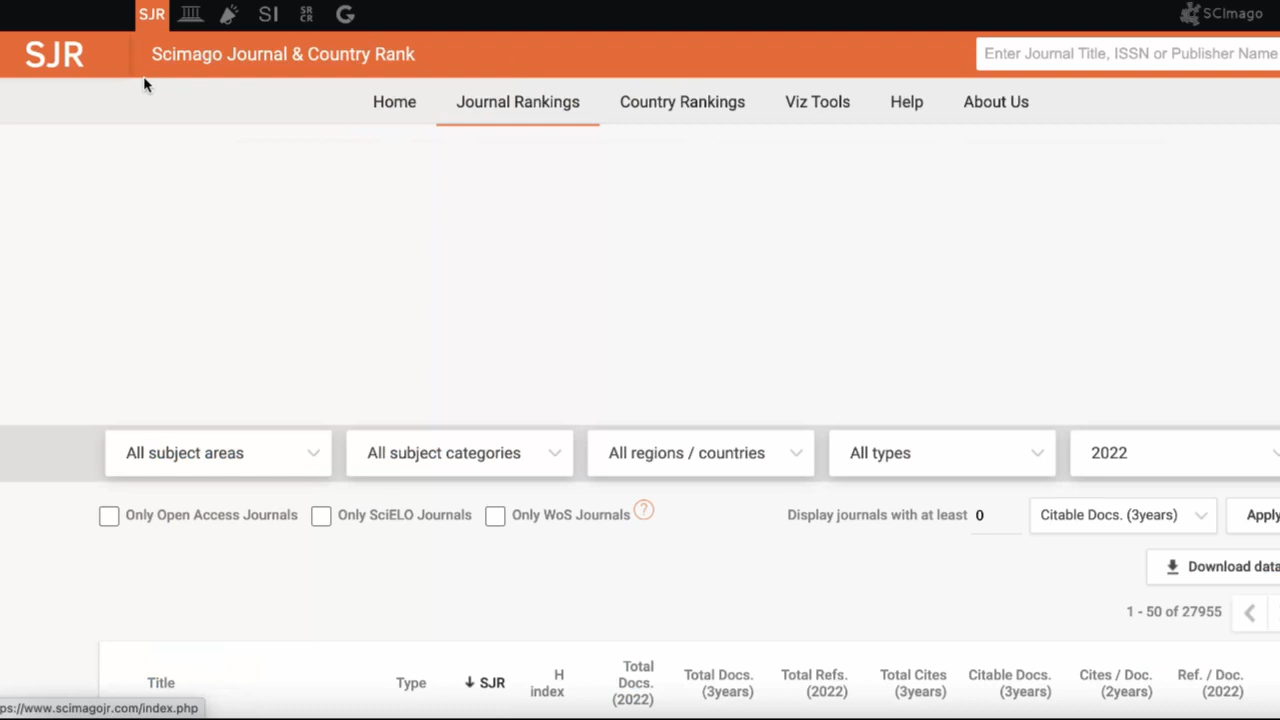 SJR SI SR CR G SCImago
SJR Scimago Journal & Country Rank Enter Journal Title, ISSN or Publisher Name
Home Journal Rankings Country Rankings Viz Tools Help About Us
All subject areas All subject categories All regions / countries All types 2022
Only Open Access Journals Only SciELO Journals Only WoS Journals ? Display journals with at least 0 Citable Docs. (3years) Apply
Download data
1 - 50 of 27955
Title Type SJR H index Total Docs. (2022) Total Docs. (3years) Total Refs. (2022) Total Cites (3years) Citable Docs. (3years) Cites / Doc. (2years) Ref. / Doc. (2022)
ps://www.scimagojr.com/index.php